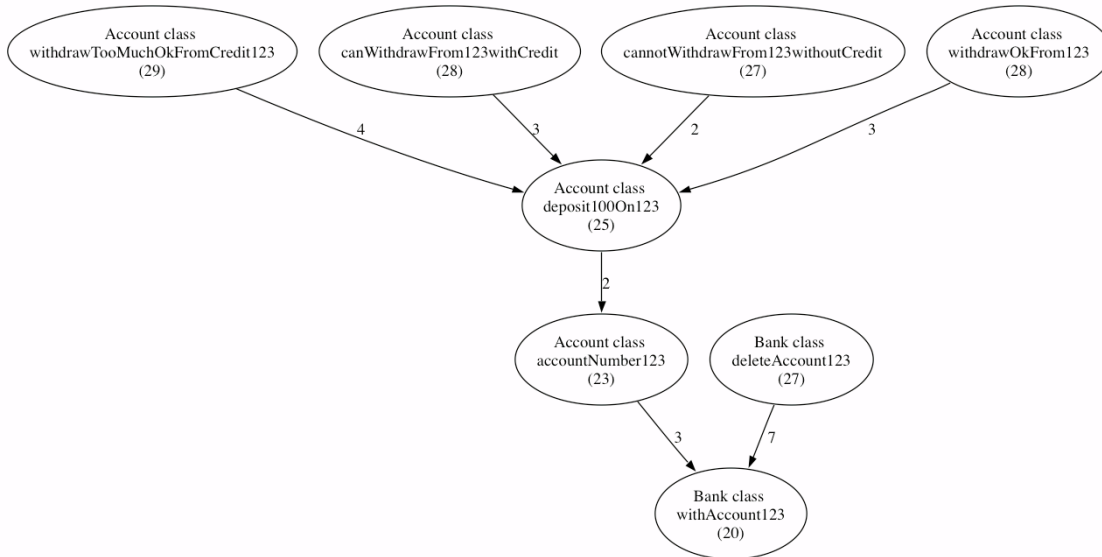 Account class
withdrawTooMuchOkFromCredit123
(29)
Account class
canWithdrawFrom123withCredit
(28)
Account class
cannotWithdrawFrom123withoutCredit
(27)
Account class
withdrawOkFrom123
(28)
4
3
2
3
Account class
deposit100On123
(25)
2
Account class
accountNumber123
(23)
Bank class
deleteAccount123
(27)
3
7
Bank class
withAccount123
(20)